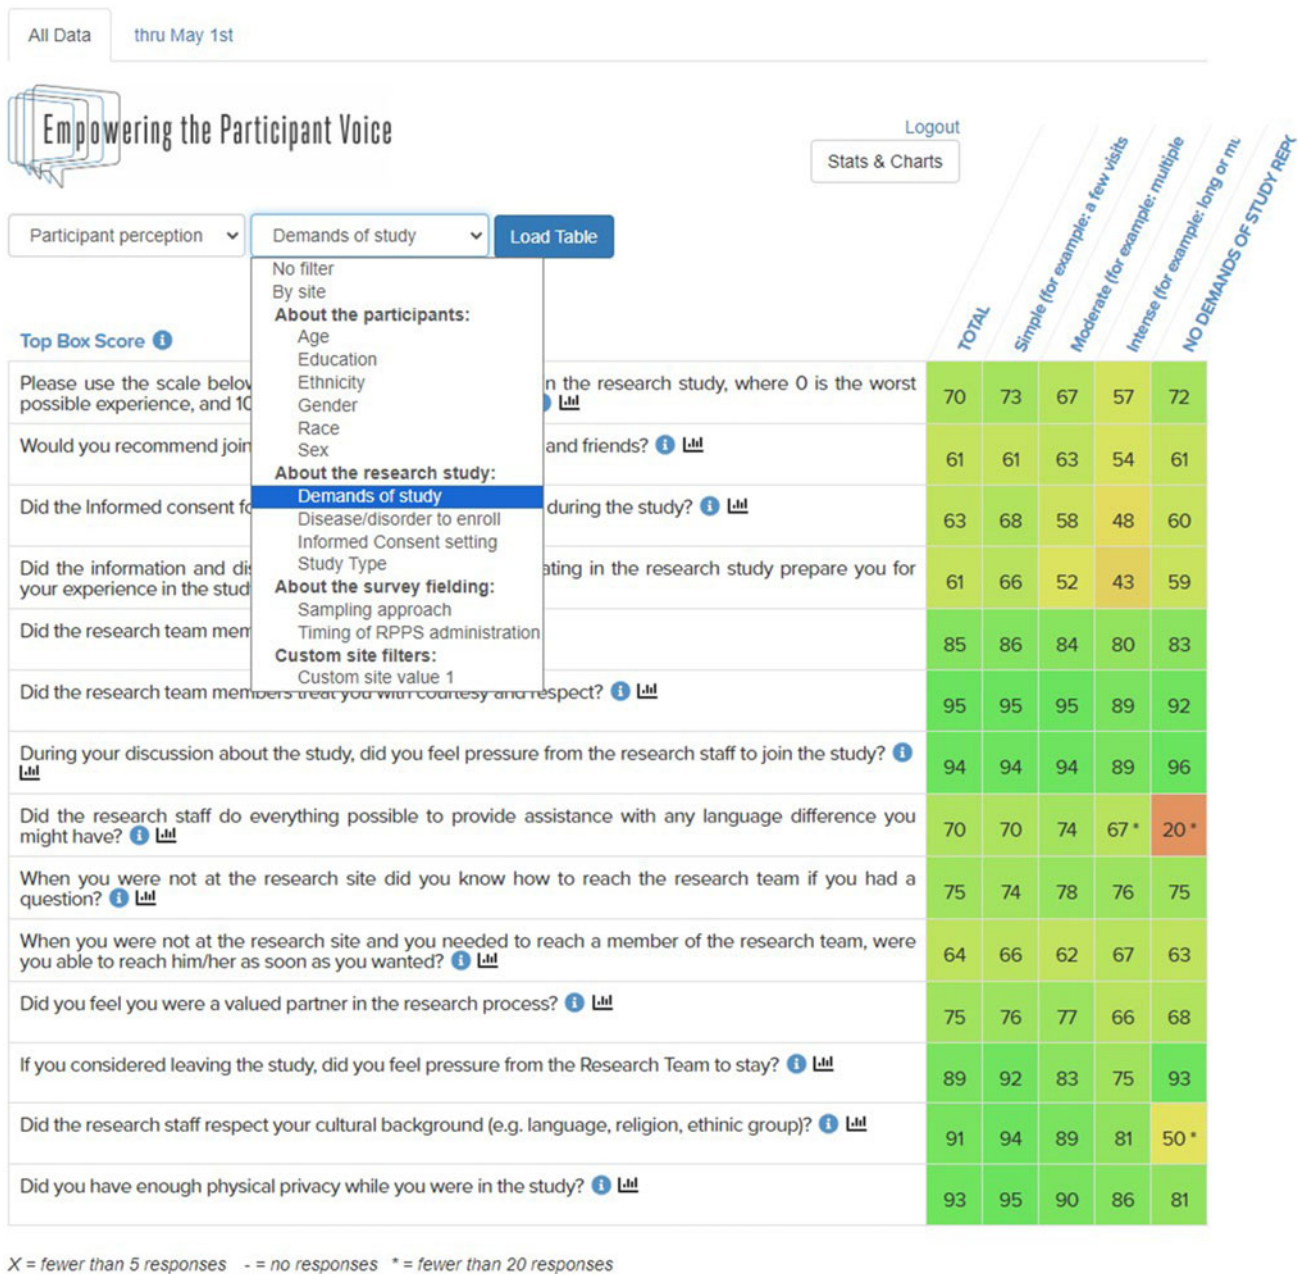 All Data thru May 1st
Empowering the Participant Voice
Logout
Stats & Charts
Participant perception Demands of study Load Table
TOTAL
Simple (for example: a few visits
Moderate (for example: multiple
Intense (for example: long or mu
NO DEMANDS OF STUDY REPO
No filter
By site
About the participants:
Age
Education
Ethnicity
Gender
Race
Sex
About the research study:
Demands of study
Disease/disorder to enroll
Informed Consent setting
Study Type
About the survey fielding:
Sampling approach
Timing of RPPS administration
Custom site filters:
Custom site value 1
Top Box Score
Please use the scale below n the research study, where 0 is the worst
possible experience, and 10
70 73 67 57 72
Would you recommend join and friends?
61 61 63 54 61
Did the Informed consent fo during the study?
63 68 58 48 60
Did the information and dis ating in the research study prepare you for
your experience in the stud
61 66 52 43 59
Did the research team mem
85 86 84 80 83
Did the research team members treat you with courtesy and respect?
95 95 95 89 92
During your discussion about the study, did you feel pressure from the research staff to join the study?
94 94 94 89 96
Did the research staff do everything possible to provide assistance with any language difference you
might have?
70 70 74 67 * 20 *
When you were not at the research site did you know how to reach the research team if you had a
question?
75 74 78 76 75
When you were not at the research site and you needed to reach a member of the research team, were
you able to reach him/her as soon as you wanted?
64 66 62 67 63
Did you feel you were a valued partner in the research process?
75 76 77 66 68
If you considered leaving the study, did you feel pressure from the Research Team to stay?
89 92 83 75 93
Did the research staff respect your cultural background (e.g. language, religion, ethinic group)?
91 94 89 81 50 *
Did you have enough physical privacy while you were in the study?
93 95 90 86 81
X = fewer than 5 responses - = no responses * = fewer than 20 responses